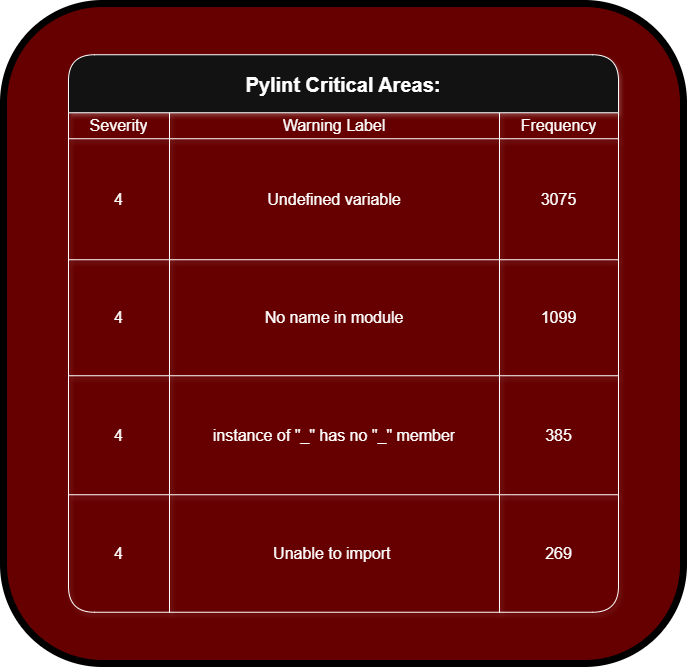 Pylint Critical Areas:
Severity Warning Label Frequency
4 Undefined variable 3075
4 No name in module 1099
4 instance of "_" has no "_" member 385
4 Unable to import 269